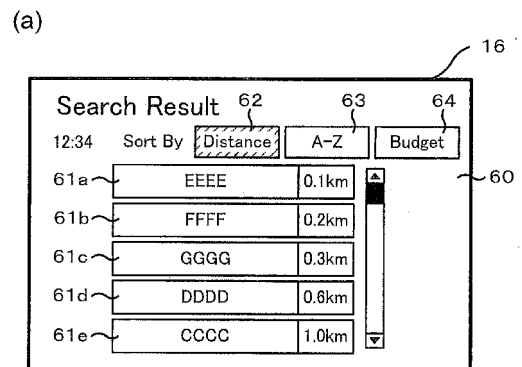 (a)
16
Search Result
62 63 64
12:34 Sort By Distance A-Z Budget
60
61a EEEE 0.1km
61b FFFF 0.2km
61c GGGG 0.3km
61d DDDD 0.6km
61e CCCC 1.0km